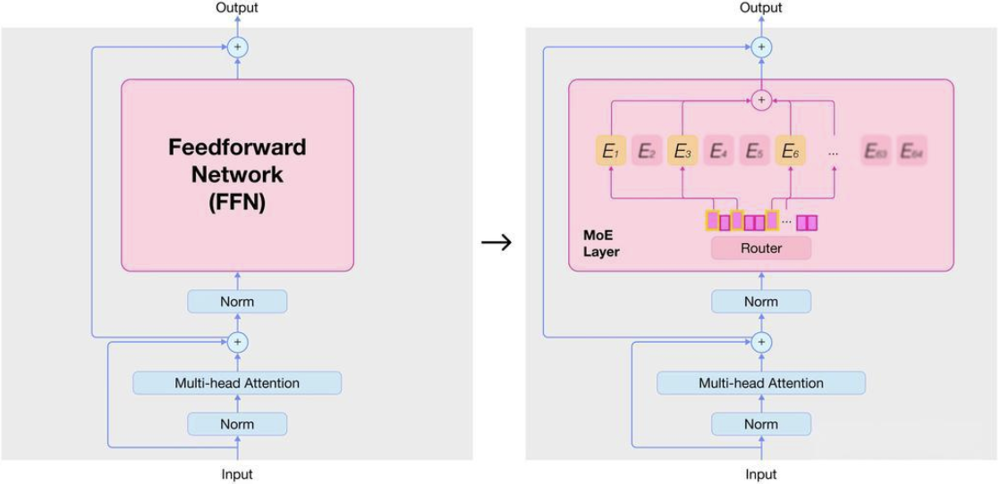 Output
+
Feedforward
Network
(FFN)
Norm
+
Multi-head Attention
Norm
Input
Output
+
+
E1 E2 E3 E4 E5 E6 ... E63 E64
...
MoE
Layer
Router
Norm
+
Multi-head Attention
Norm
Input